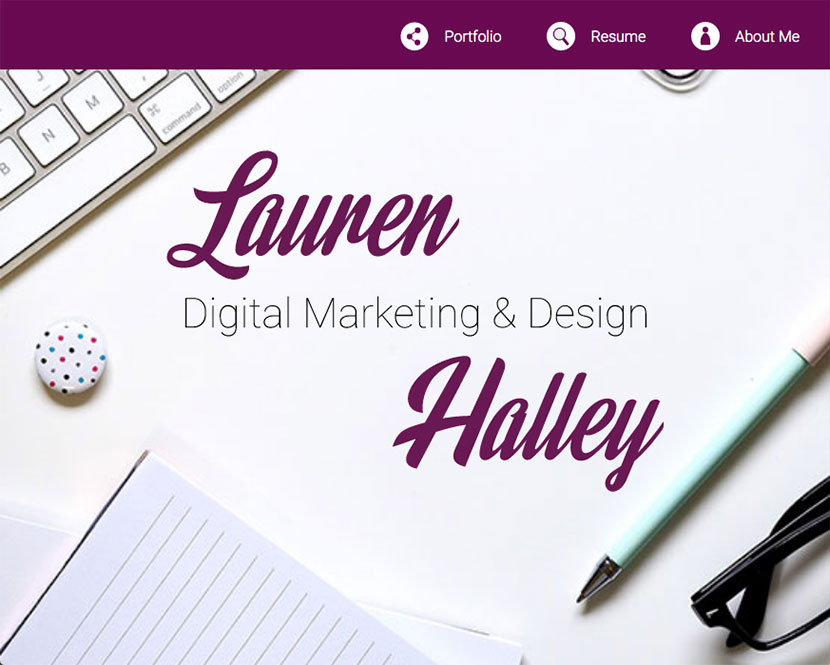 Portfolio
Resume
About Me
J
option
N
M
⌘
command
B
Lauren
Digital Marketing & Design
Halley